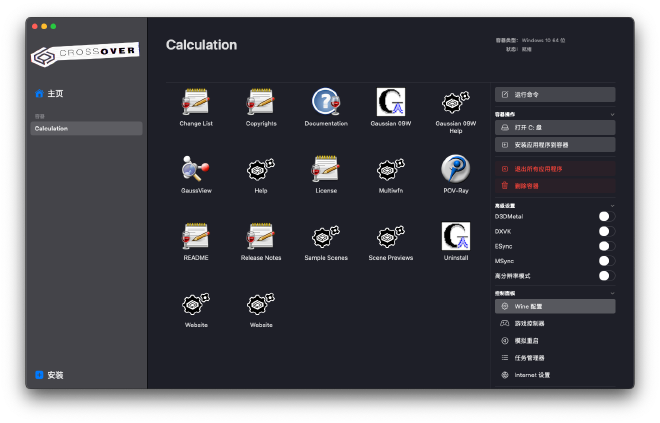 CROSSOVER
主页
容器
Calculation
安装
Calculation
容器类型: Windows 10 64 位
状态: 就绪
Change List
Copyrights
Documentation
Gaussian 09W
Gaussian 09W
Help
GaussView
Help
License
Multiwfn
POV-Ray
README
Release Notes
Sample Scenes
Scene Previews
Uninstall
Website
Website
运行命令
容器操作
打开 C: 盘
安装应用程序到容器
退出所有应用程序
删除容器
高级设置
D3DMetal
DXVK
ESync
MSync
高分辨率模式
控制面板
Wine 配置
游戏控制器
模拟重启
任务管理器
Internet 设置